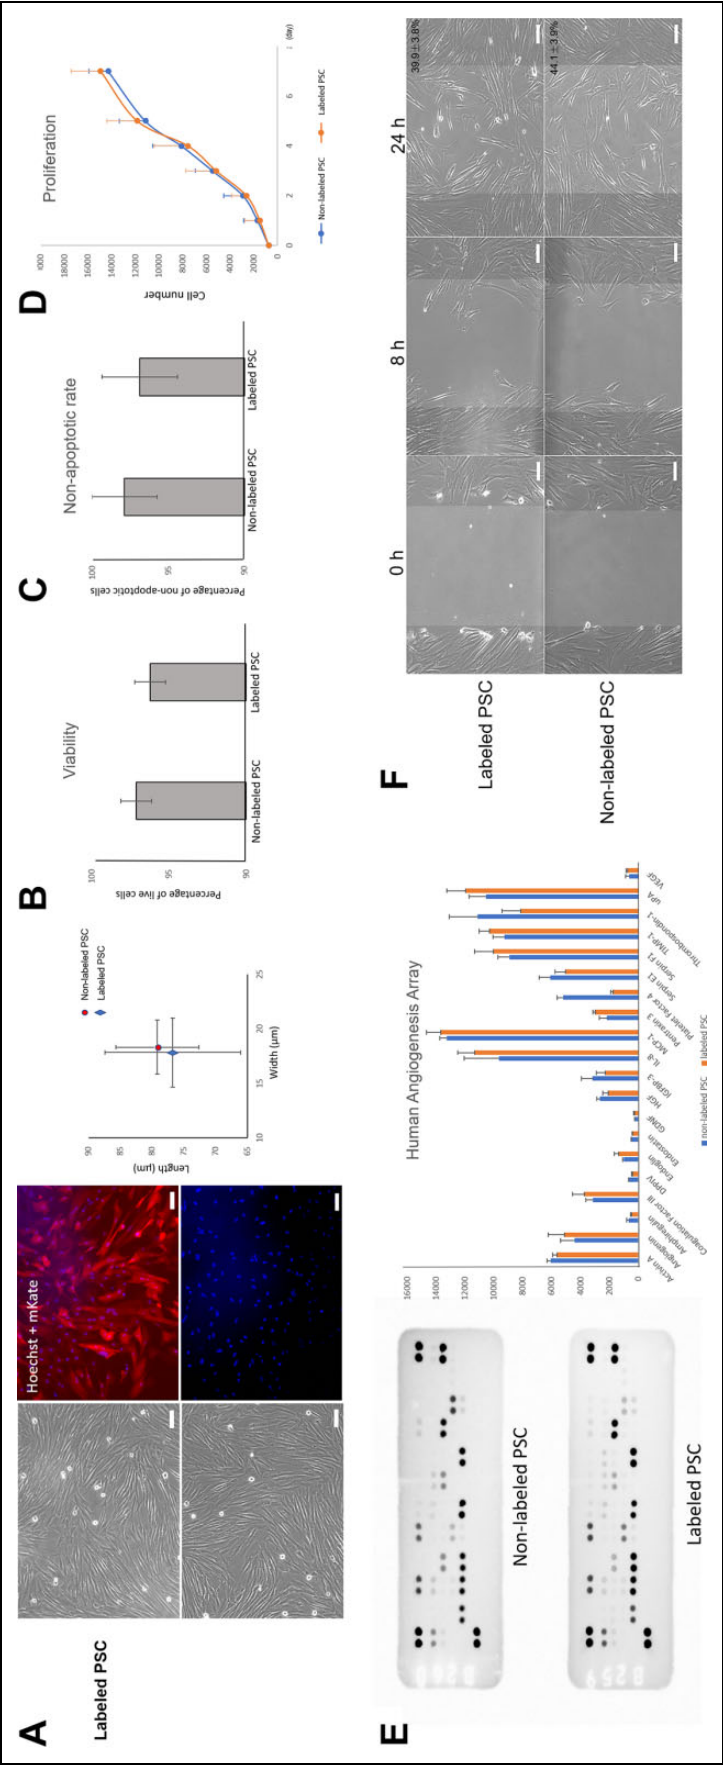 A
Labeled PSC
Hoechst + mKate
Length (µm)
90
85
80
75
70
65
10
15
20
25
Width (µm)
Non-labeled PSC
Labeled PSC
B
Viability
Percentage of live cells
100
95
90
Non-labeled PSC
Labeled PSC
C
Non-apoptotic rate
Percentage of non-apoptotic cells
100
95
90
Non-labeled PSC
Labeled PSC
D
Proliferation
Cell number
18000
16000
14000
12000
10000
8000
6000
4000
2000
0
0 2 4 6 (day)
Non-labeled PSC
Labeled PSC
E
Non-labeled PSC
Labeled PSC
Human Angiogenesis Array
16000
14000
12000
10000
8000
6000
4000
2000
0
Activin A
Angiogenin
Amphiregulin
Coagulation Factor III
DPPIV
Endoglin
Endostatin
GDNF
HGF
IGFBP-3
IL-8
MCP-1
Pentraxin 3
Platelet Factor 4
Serpin E1
Serpin F1
TIMP-1
Thrombospondin-1
uPA
VEGF
non-labeled PSC
labeled PSC
F
0 h
8 h
24 h
Labeled PSC
39.9±3.8%
Non-labeled PSC
44.1±3.9%